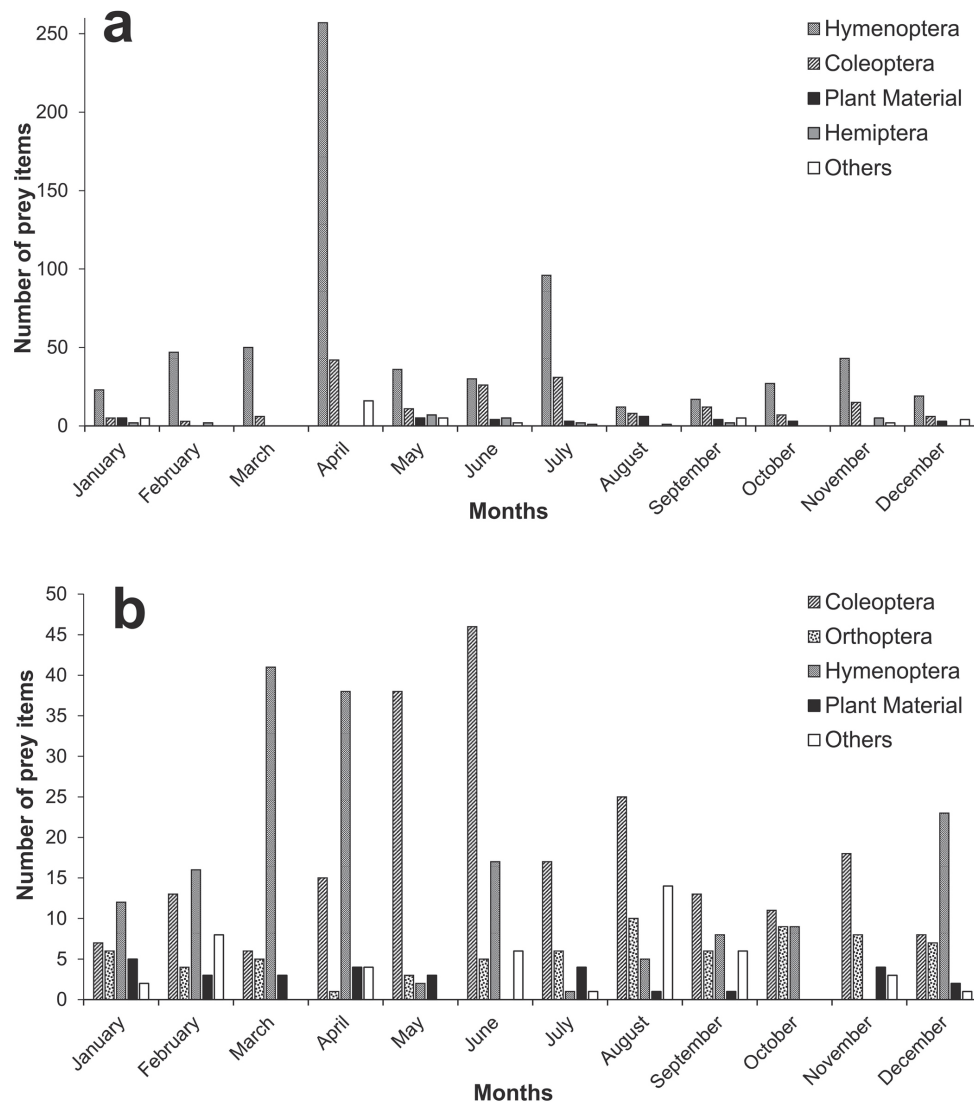 a
Hymenoptera
Coleoptera
Plant Material
Hemiptera
Others
Number of prey items
250
200
150
100
50
0
January
February
March
April
May
June
July
August
September
October
November
December
Months
b
Coleoptera
Orthoptera
Hymenoptera
Plant Material
Others
Number of prey items
50
45
40
35
30
25
20
15
10
5
0
January
February
March
April
May
June
July
August
September
October
November
December
Months